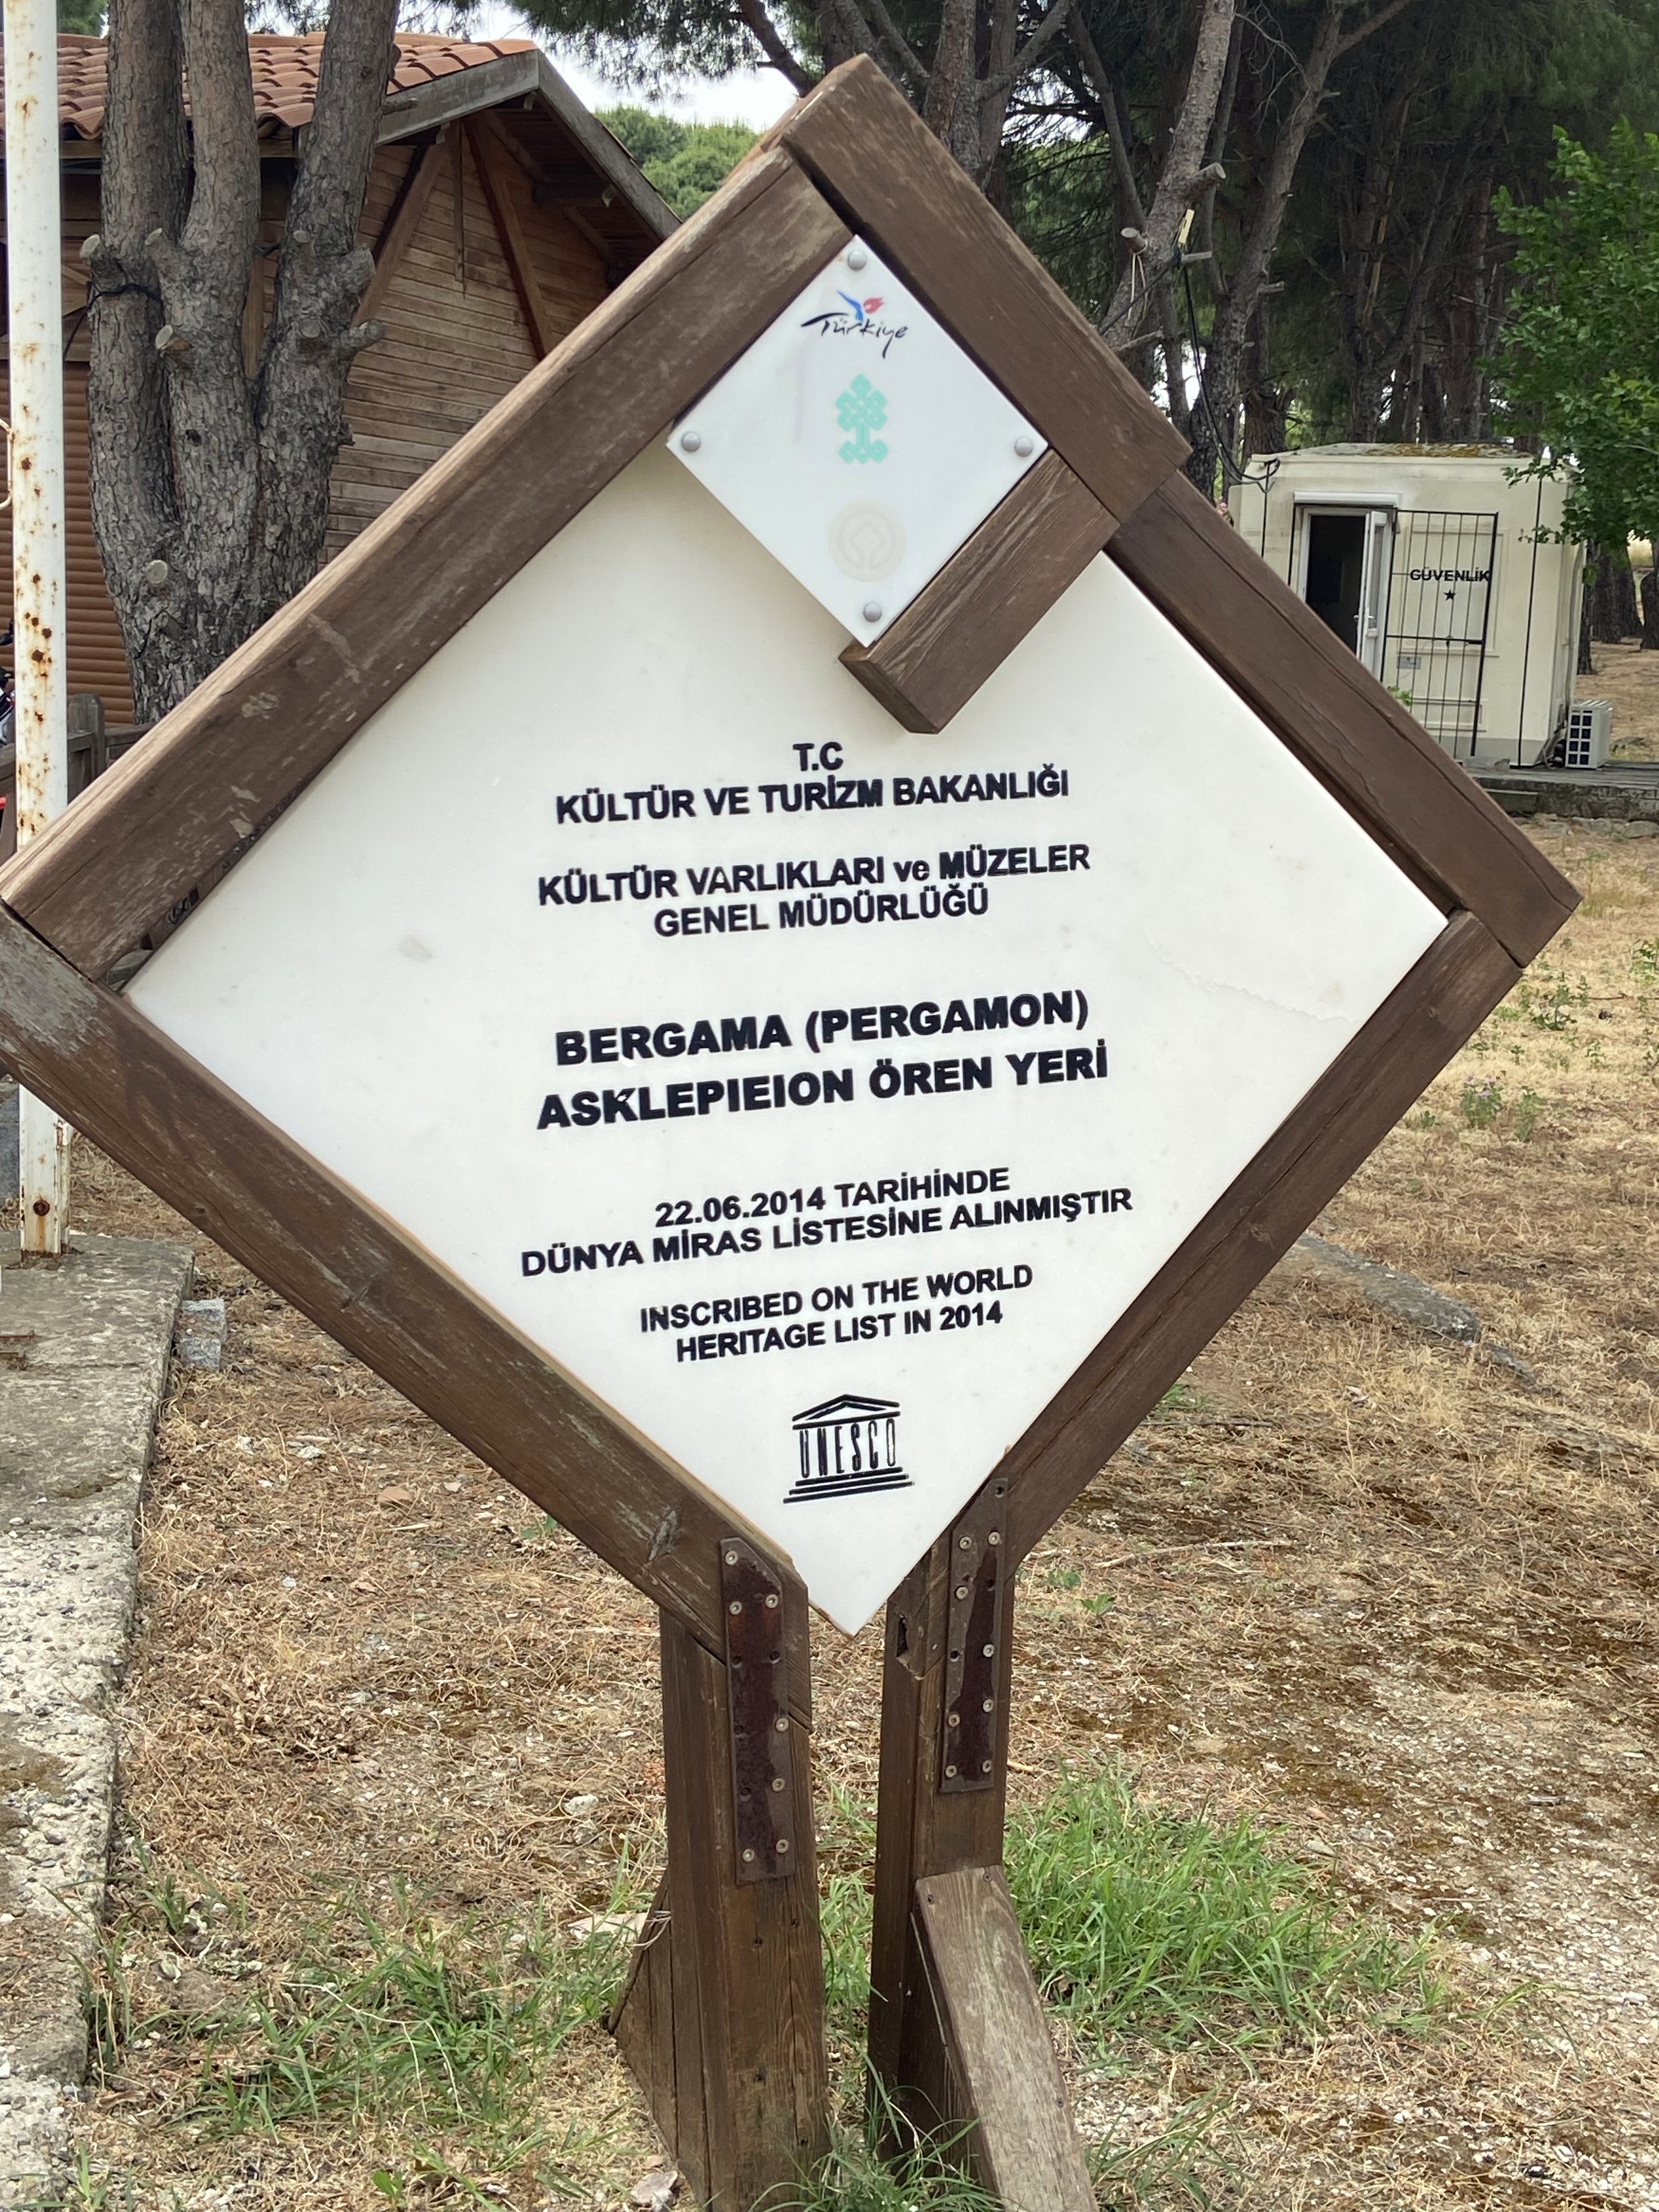 Türkiye
T.C
KÜLTÜR VE TURİZM BAKANLIĞI
KÜLTÜR VARLIKLARI ve MÜZELER
GENEL MÜDÜRLÜĞÜ
BERGAMA (PERGAMON)
ASKLEPIEION ÖREN YERİ
22.06.2014 TARİHİNDE
DÜNYA MİRAS LİSTESİNE ALINMIŞTIR
INSCRIBED ON THE WORLD
HERITAGE LIST IN 2014
UNESCO
GÜVENLİK